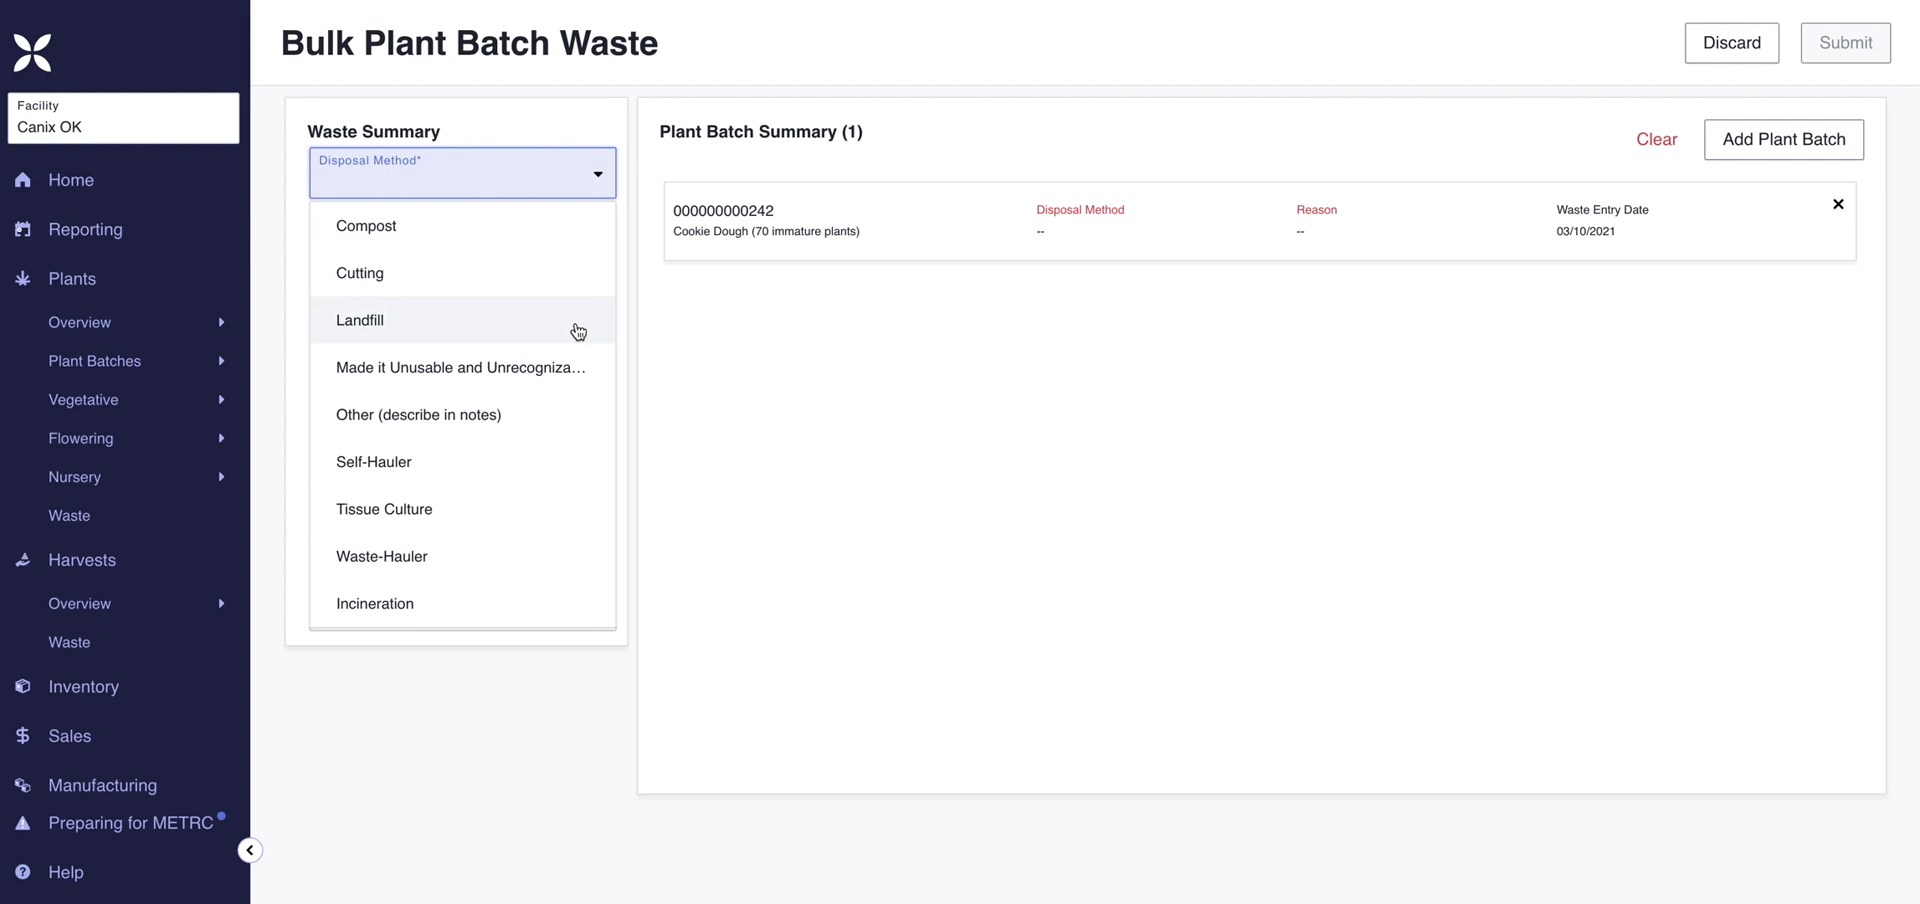 Bulk Plant Batch Waste
Discard
Submit
Facility
Canix OK
Home
Reporting
Plants
Overview
Plant Batches
Vegetative
Flowering
Nursery
Waste
Harvests
Overview
Waste
Inventory
Sales
Manufacturing
Preparing for METRC
Help
Waste Summary
Disposal Method*
Compost
Cutting
Landfill
Made it Unusable and Unrecogniza...
Other (describe in notes)
Self-Hauler
Tissue Culture
Waste-Hauler
Incineration
Plant Batch Summary (1)
Clear
Add Plant Batch
000000000242
Cookie Dough (70 immature plants)
Disposal Method
--
Reason
--
Waste Entry Date
03/10/2021